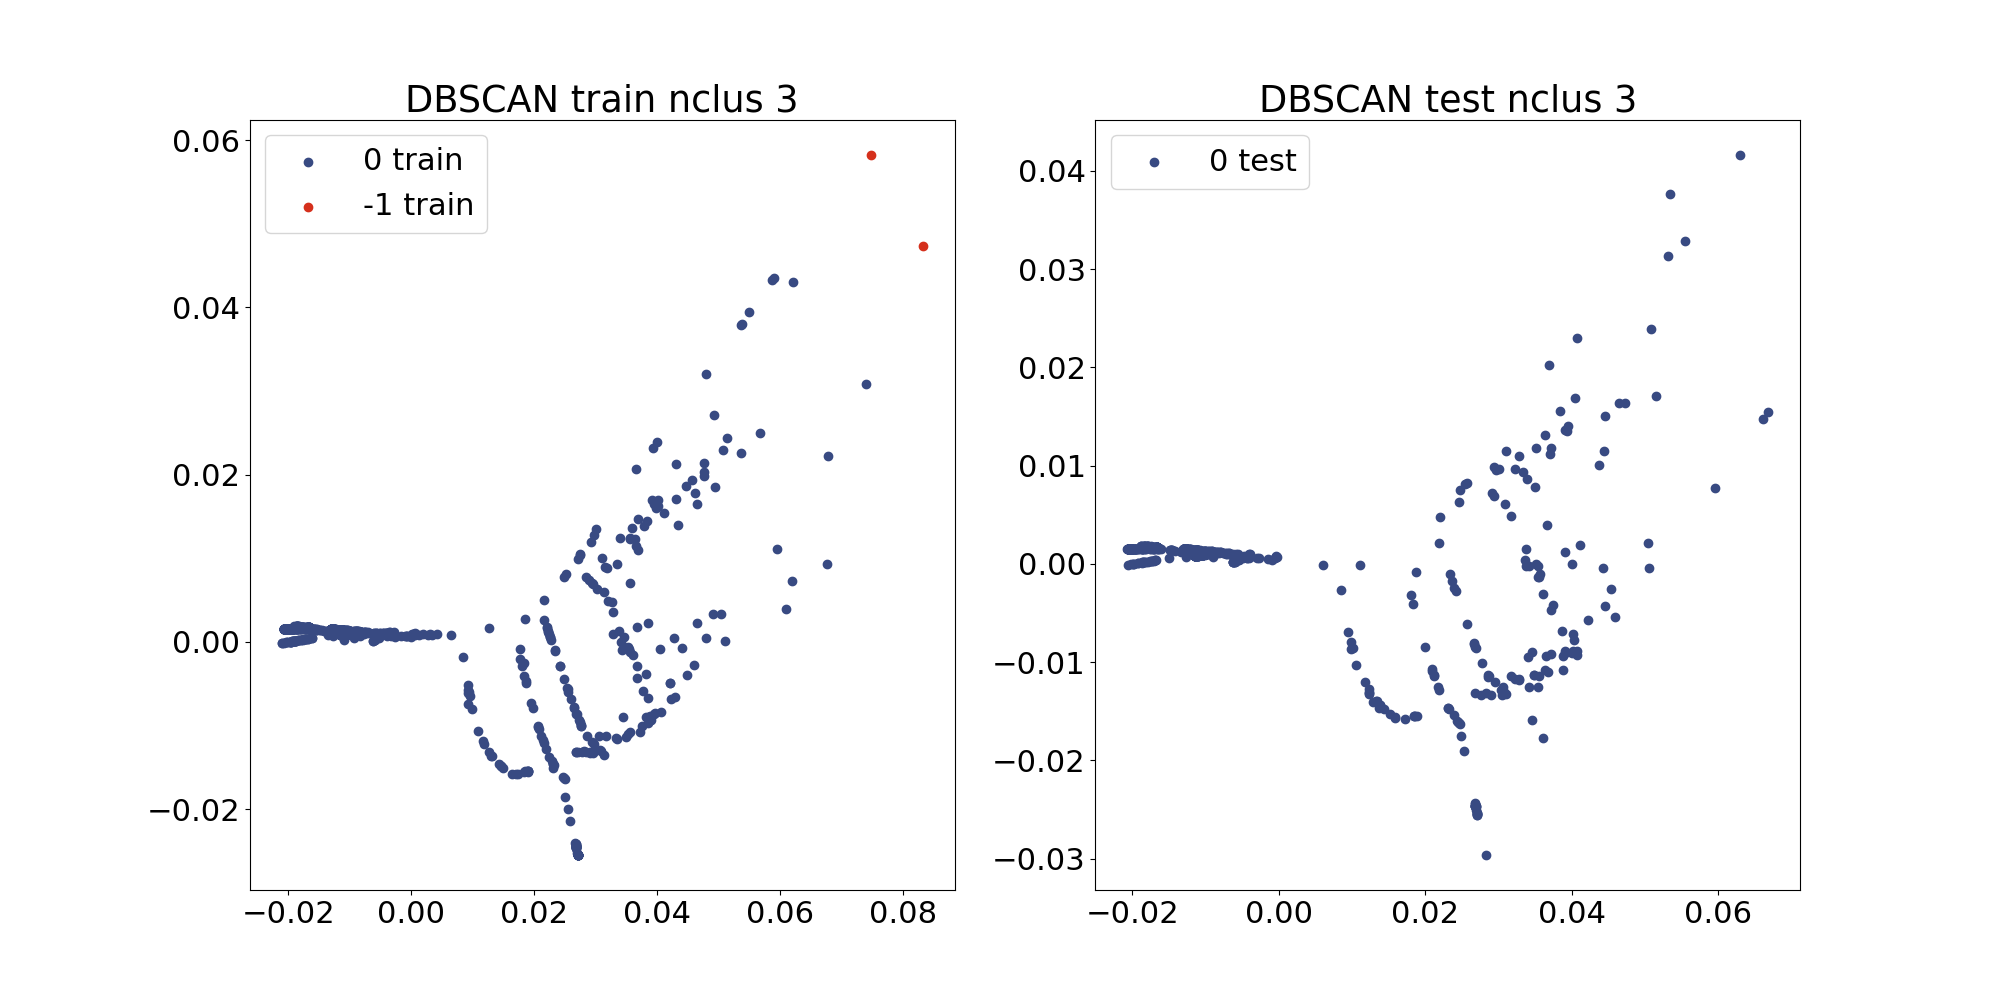 DBSCAN train nclus 3
0 train
-1 train
0.06
0.04
0.02
0.00
−0.02
−0.02 0.00 0.02 0.04 0.06 0.08
DBSCAN test nclus 3
0 test
0.04
0.03
0.02
0.01
0.00
−0.01
−0.02
−0.03
−0.02 0.00 0.02 0.04 0.06